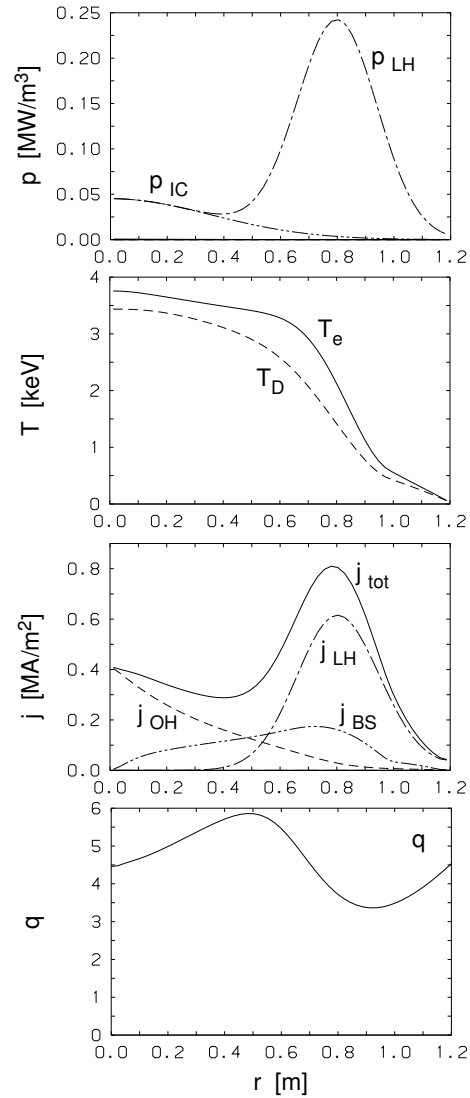 0.25
0.20
0.15
0.10
0.05
0.00
p [MW/m³]
p IC
p LH
0.0 0.2 0.4 0.6 0.8 1.0 1.2
4
3
2
1
0
T [keV]
T e
T D
0.0 0.2 0.4 0.6 0.8 1.0 1.2
0.8
0.6
0.4
0.2
0.0
j [MA/m²]
j tot
j LH
j OH
j BS
0.0 0.2 0.4 0.6 0.8 1.0 1.2
6
5
4
3
2
1
0
q
q
0.0 0.2 0.4 0.6 0.8 1.0 1.2
r [m]